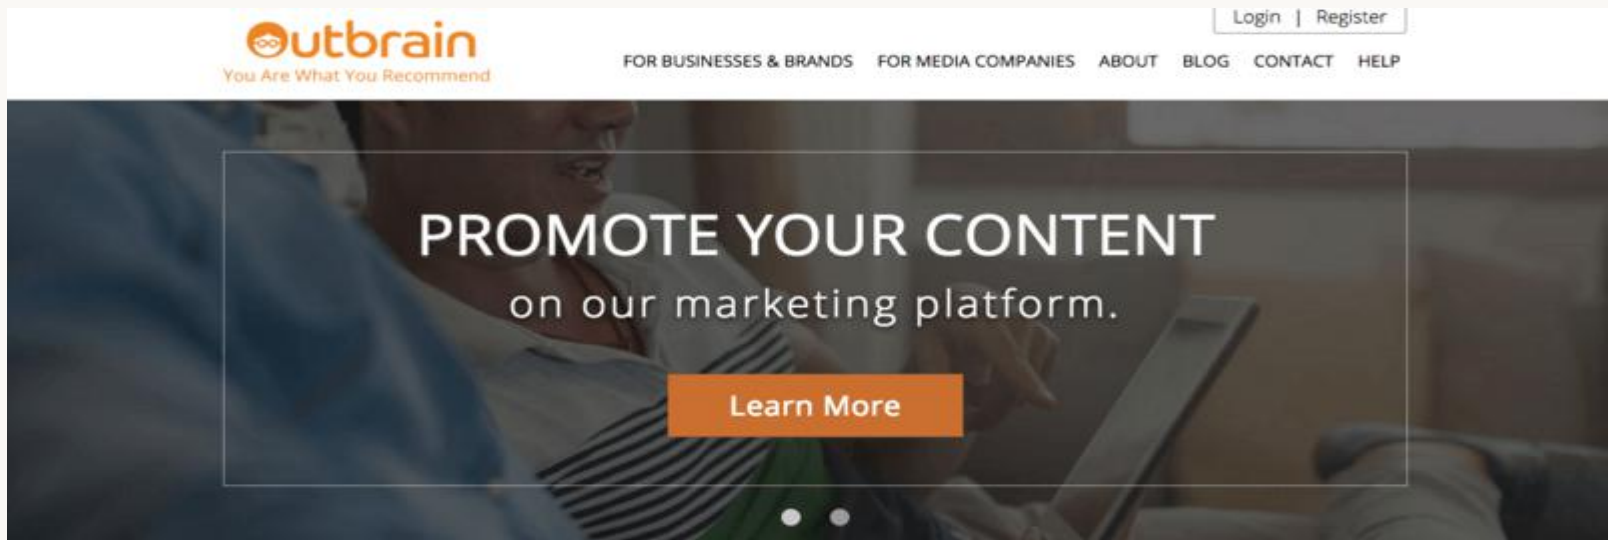 Login | Register
Outbrain
You Are What You Recommend
FOR BUSINESSES & BRANDS FOR MEDIA COMPANIES ABOUT BLOG CONTACT HELP
PROMOTE YOUR CONTENT
on our marketing platform.
Learn More